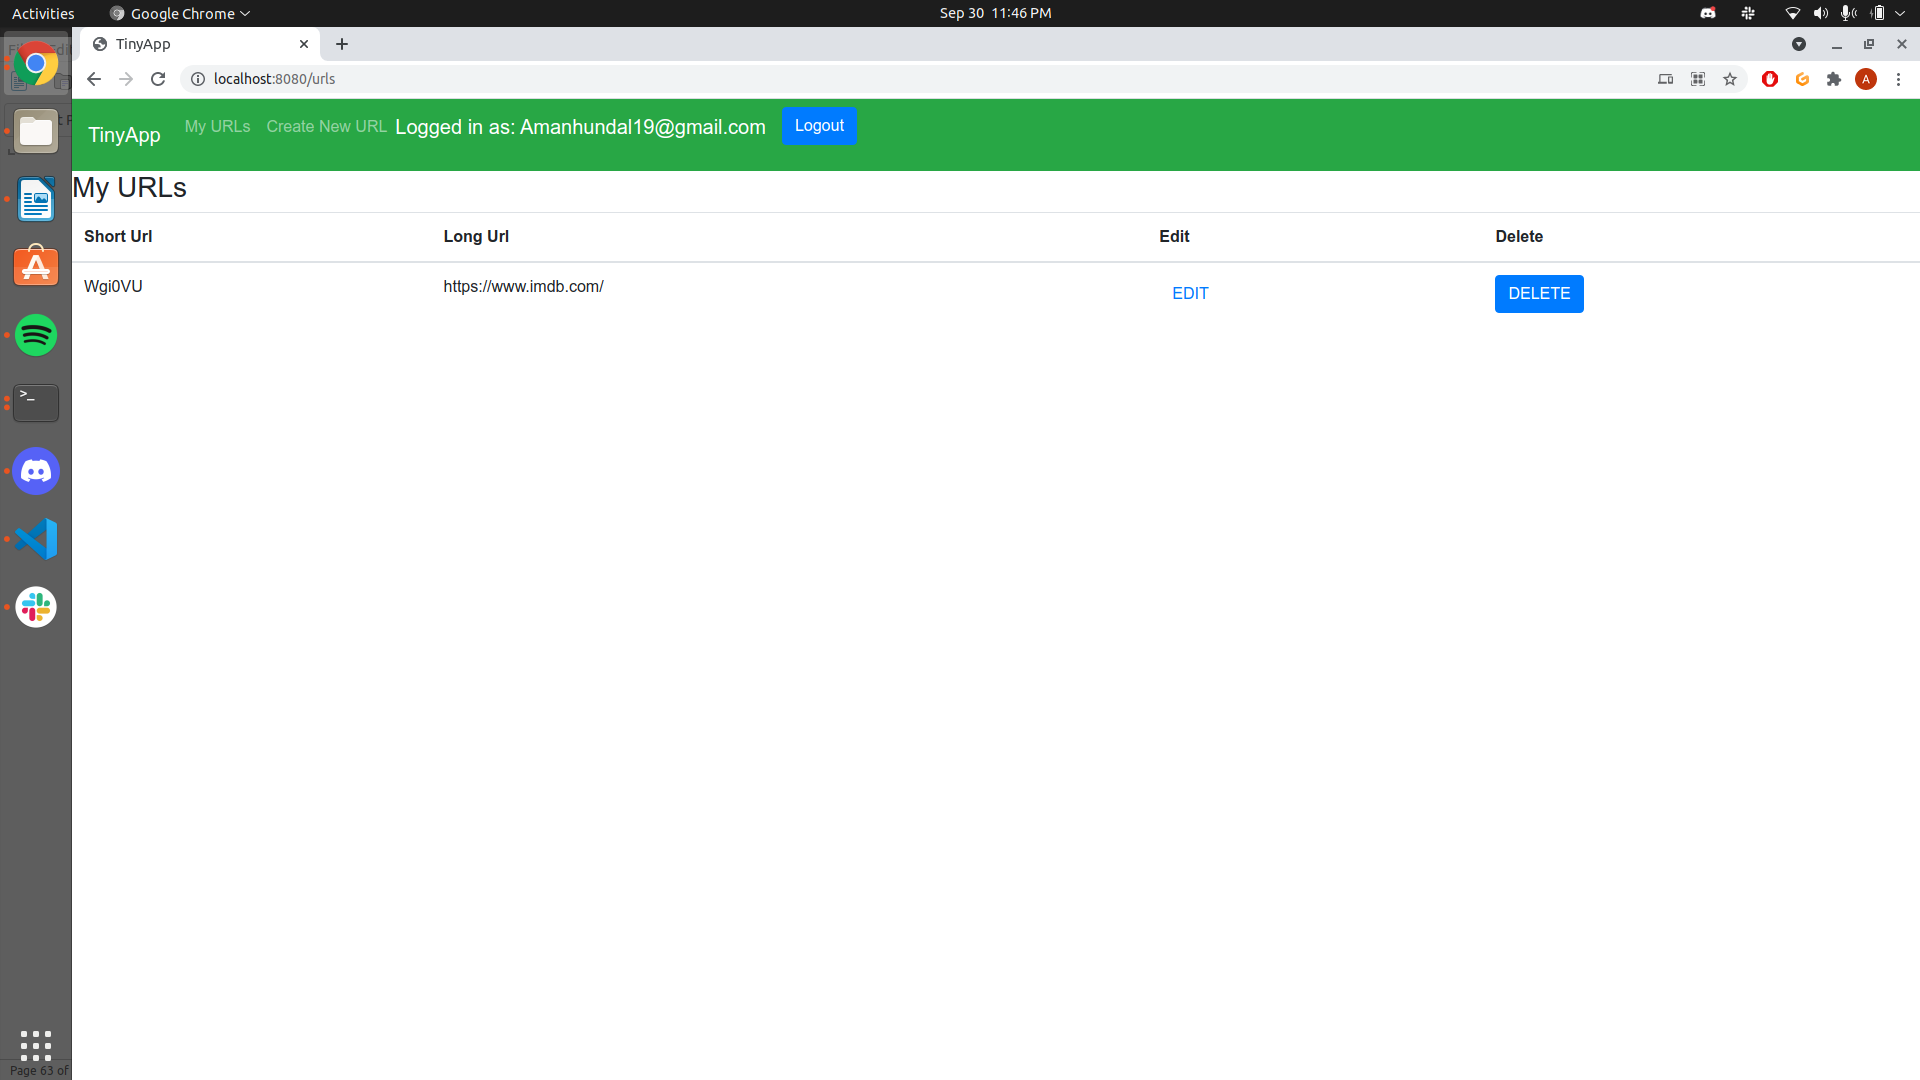 Activities
Google Chrome
Sep 30 11:46 PM
TinyApp
localhost:8080/urls
A
TinyApp
My URLs
Create New URL
Logged in as: Amanhundal19@gmail.com
Logout
My URLs
Short Url
Long Url
Edit
Delete
Wgi0VU
https://www.imdb.com/
EDIT
DELETE
>_
Page 63 of